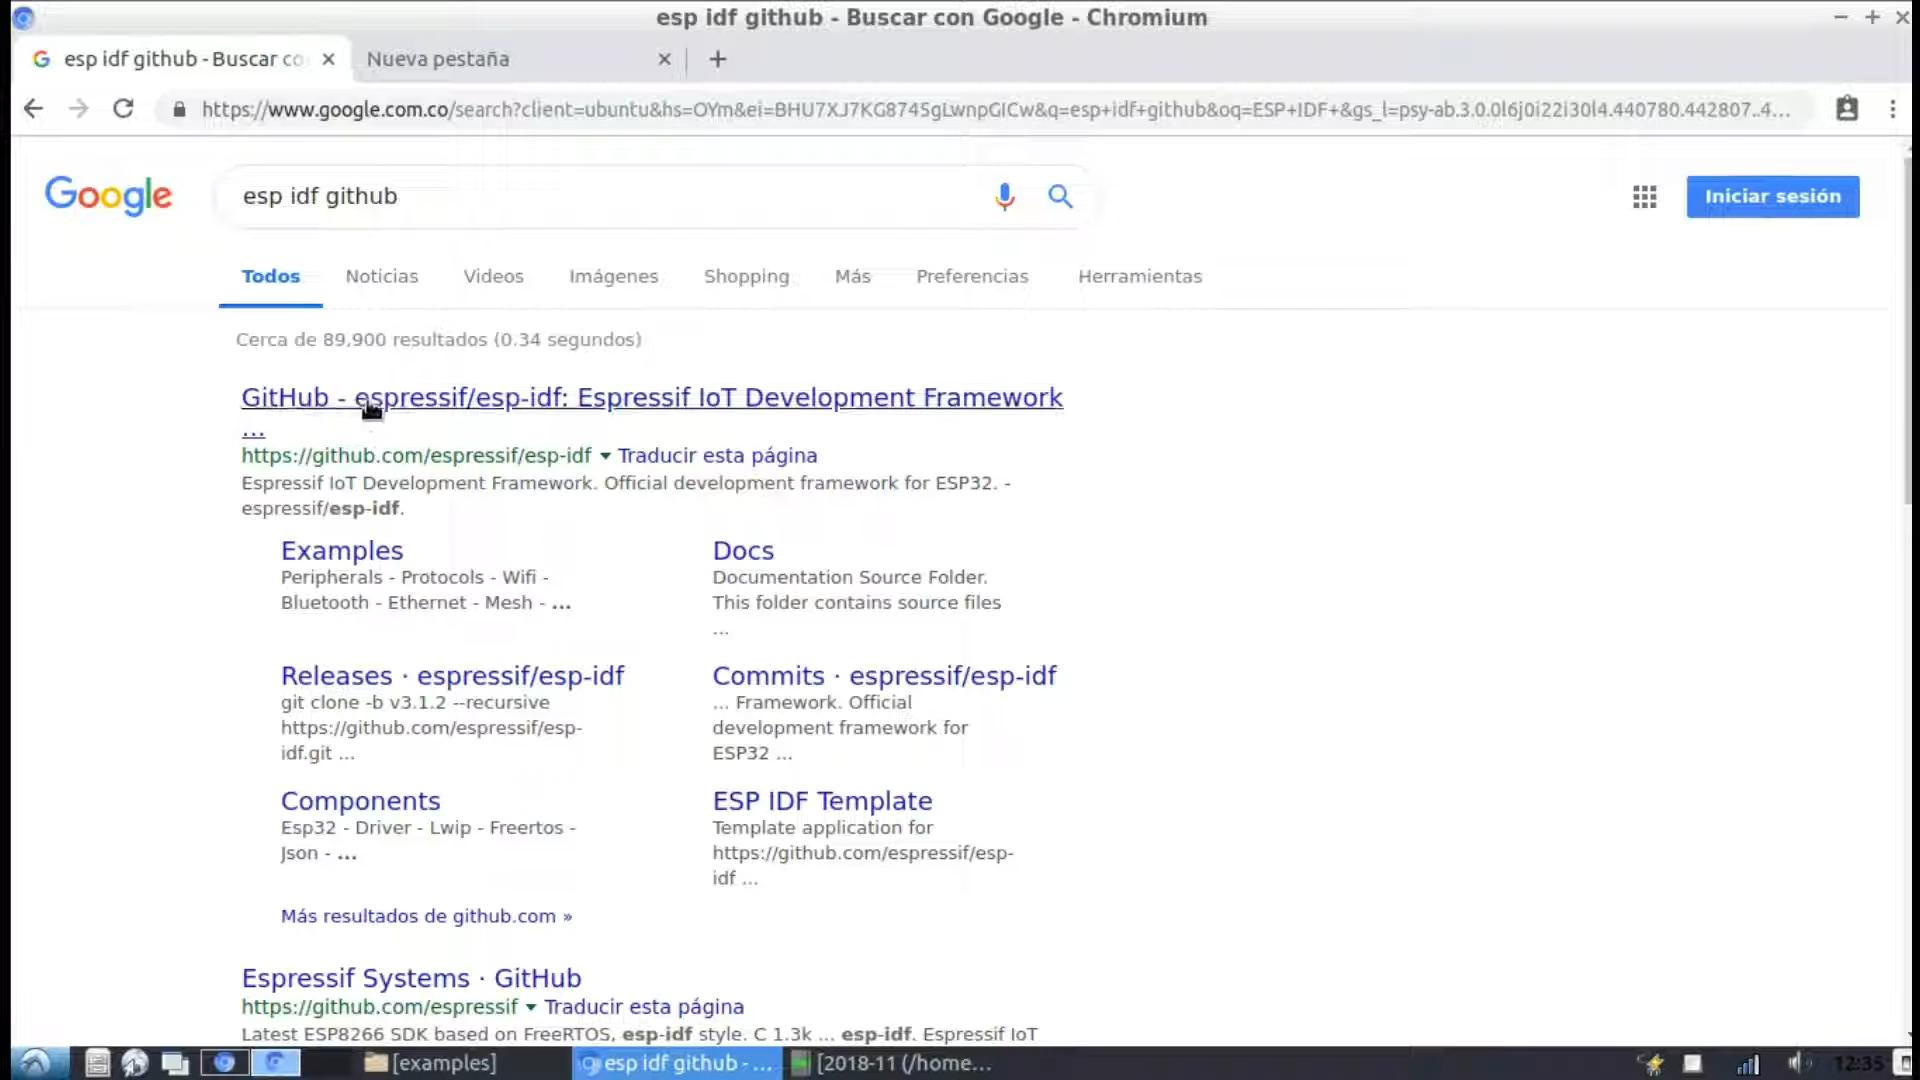 esp idf github - Buscar con Google - Chromium
esp idf github - Buscar co
Nueva pestaña
https://www.google.com.co/search?client=ubuntu&hs=OYm&ei=BHU7XJ7KG8745gLwnpGICw&q=esp+idf+github&oq=ESP+IDF+&gs_l=psy-ab.3.0.0l6j0i22i30l4.440780.442807..4...
Google
esp idf github
Iniciar sesión
Todos Noticias Videos Imágenes Shopping Más Preferencias Herramientas
Cerca de 89,900 resultados (0.34 segundos)
GitHub - espressif/esp-idf: Espressif IoT Development Framework
...
https://github.com/espressif/esp-idf Traducir esta página
Espressif IoT Development Framework. Official development framework for ESP32. -
espressif/esp-idf.
Examples
Peripherals - Protocols - Wifi -
Bluetooth - Ethernet - Mesh - ...
Docs
Documentation Source Folder.
This folder contains source files
...
Releases · espressif/esp-idf
git clone -b v3.1.2 --recursive
https://github.com/espressif/esp-
idf.git ...
Commits · espressif/esp-idf
... Framework. Official
development framework for
ESP32 ...
Components
Esp32 - Driver - Lwip - Freertos -
Json - ...
ESP IDF Template
Template application for
https://github.com/espressif/esp-
idf ...
Más resultados de github.com »
Espressif Systems · GitHub
https://github.com/espressif Traducir esta página
Latest ESP8266 SDK based on FreeRTOS, esp-idf style. C 1.3k ... esp-idf. Espressif IoT
[examples]
esp idf github - ...
[2018-11 (/home...
12:35